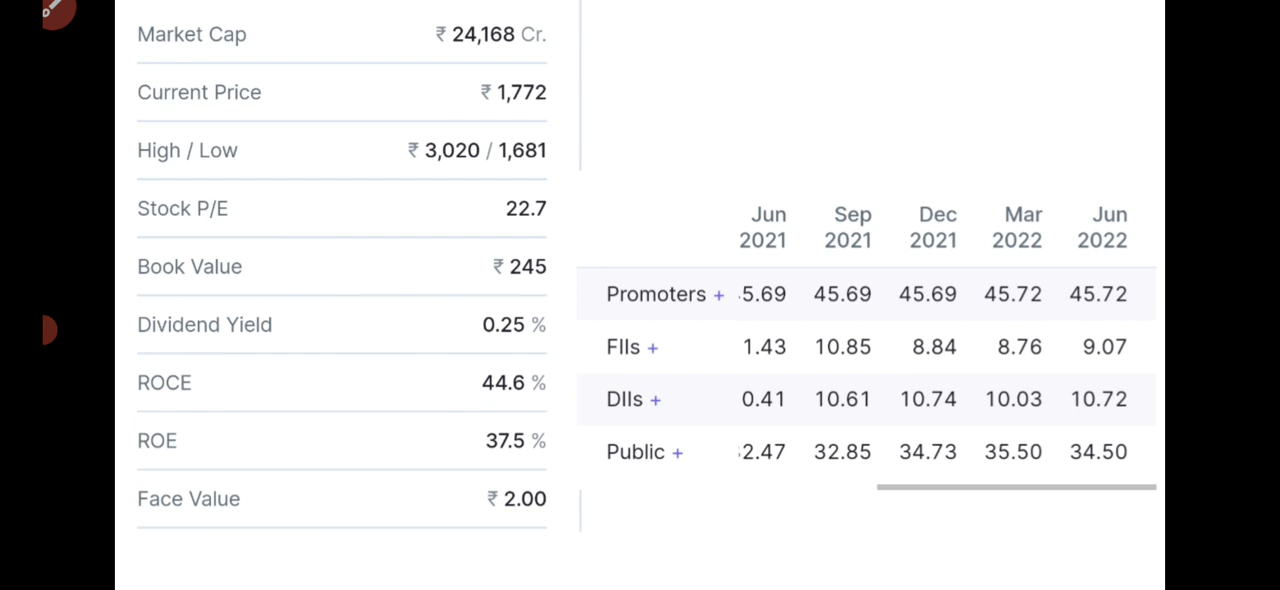 Market Cap ₹ 24,168 Cr.
Current Price ₹ 1,772
High / Low ₹ 3,020 / 1,681
Stock P/E 22.7
Book Value ₹ 245
Dividend Yield 0.25 %
ROCE 44.6 %
ROE 37.5 %
Face Value ₹ 2.00
Jun Sep Dec Mar Jun
2021 2021 2021 2022 2022
Promoters + 5.69 45.69 45.69 45.72 45.72
FIIs + 1.43 10.85 8.84 8.76 9.07
DIIs + 0.41 10.61 10.74 10.03 10.72
Public + 2.47 32.85 34.73 35.50 34.50